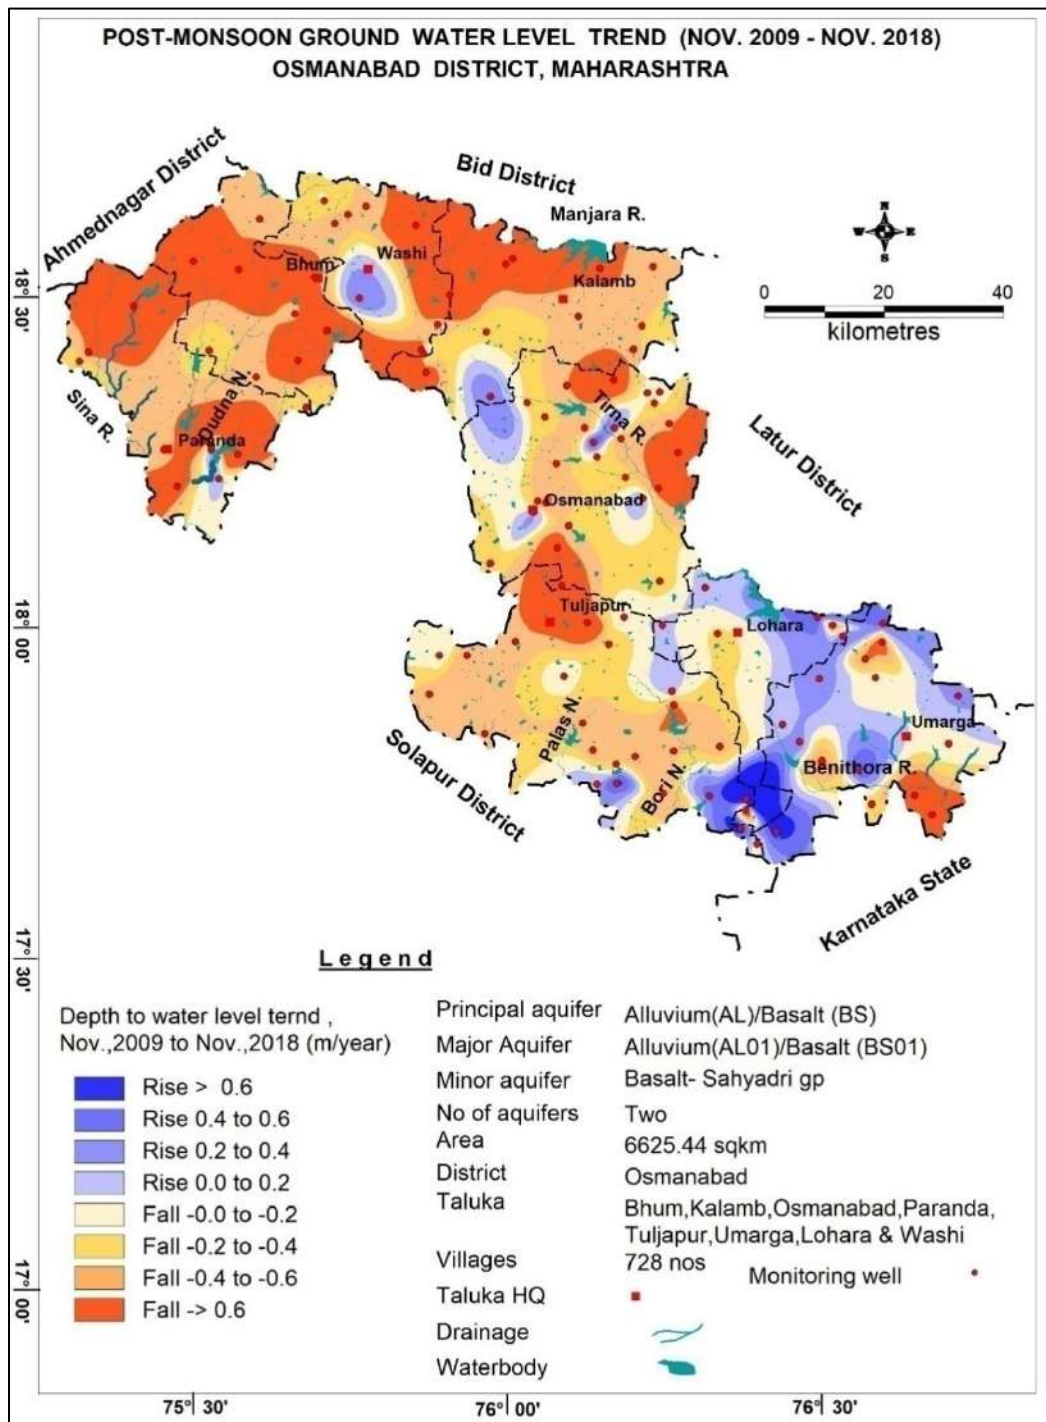 POST-MONSOON GROUND WATER LEVEL TREND (NOV. 2009 - NOV. 2018)
OSMANABAD DISTRICT, MAHARASHTRA
Ahmednagar District
Bid District
Manjara R.
N
W E
S
Washi
Bhum
Kalamb
18° 30'
0 20 40
kilometres
Sina R.
Dudna N.
Tirna R.
Paranda
Latur District
Osmanabad
Tuljapur
Lohara
18° 00'
Umarga
Palas N.
Solapur District
Bori N.
Benithora R.
Karnataka State
17° 30'
Legend
Depth to water level ternd ,
Nov.,2009 to Nov.,2018 (m/year)
Rise > 0.6
Rise 0.4 to 0.6
Rise 0.2 to 0.4
Rise 0.0 to 0.2
Fall -0.0 to -0.2
Fall -0.2 to -0.4
Fall -0.4 to -0.6
Fall -> 0.6
Principal aquifer Alluvium(AL)/Basalt (BS)
Major Aquifer Alluvium(AL01)/Basalt (BS01)
Minor aquifer Basalt- Sahyadri gp
No of aquifers Two
Area 6625.44 sqkm
District Osmanabad
Taluka Bhum,Kalamb,Osmanabad,Paranda,
Tuljapur,Umarga,Lohara & Washi
Villages 728 nos
Monitoring well
Taluka HQ
Drainage
Waterbody
17° 00'
75° 30' 76° 00' 76° 30'